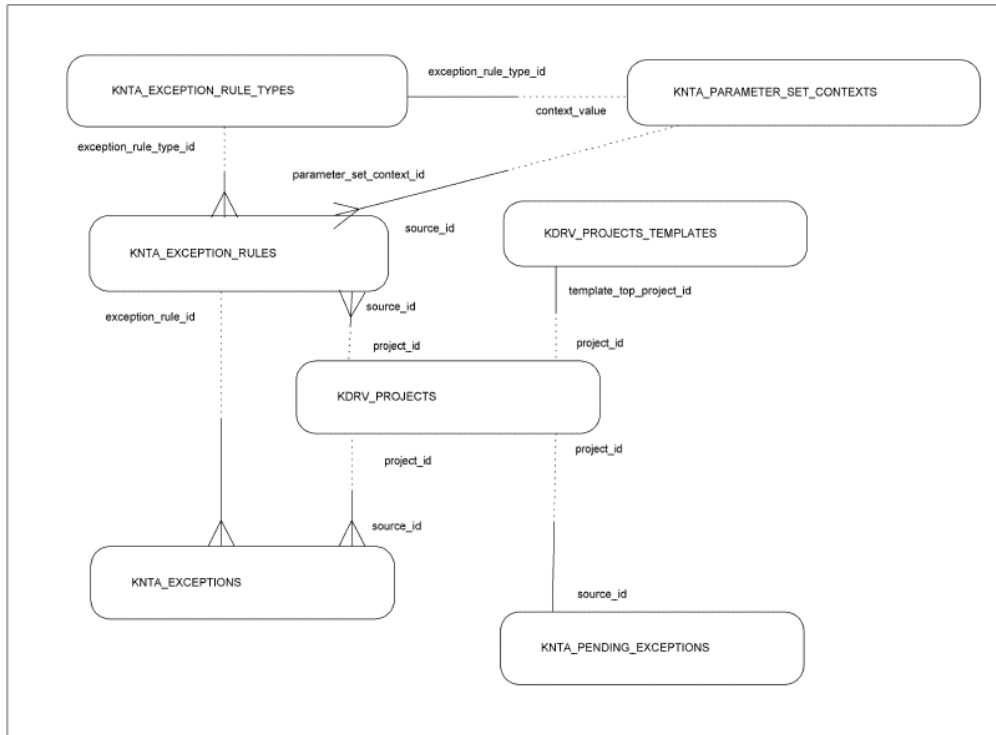 exception_rule_type_id
KNTA_EXCEPTION_RULE_TYPES
KNTA_PARAMETER_SET_CONTEXTS
context_value
exception_rule_type_id
parameter_set_context_id
source_id
KDRV_PROJECTS_TEMPLATES
KNTA_EXCEPTION_RULES
template_top_project_id
source_id
exception_rule_id
project_id
project_id
KDRV_PROJECTS
project_id
project_id
source_id
KNTA_EXCEPTIONS
source_id
KNTA_PENDING_EXCEPTIONS